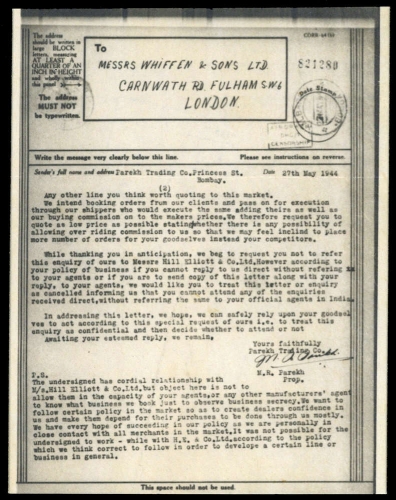 The address
should be written in
large BLOCK
letters, measuring
AT LEAST A
QUARTER OF AN
INCH IN HEIGHT
and wholly within
this panel
The address
MUST NOT
be typewritten.
To
MESSRS WHIFFEN & SONS LTD.
CARNWATH RD. FULHAM S.W6
LONDON.
831280
Date Stamp
Write the message very clearly below this line.
Please see instructions on reverse.
Sender's full name and address Parekh Trading Co. Princess St.
Bombay.
Date 27th May 1944
(2)
Any other line you think worth quoting to this market.
We intend booking orders from our clients and pass on for execution
through our shippers who would execute the same adding theirs as well as
our buying commission on to the makers prices. We therefore request you to
quote as low price as possible stating whether there is any possibility of
allowing over riding commission to us so that we may feel included to place
more number of orders for your goods instead your competitors.
While thanking you in anticipation, we beg to request you not to refer
this enquiry of ours to Messrs Hill Elliott & Co.Ltd, However according to
your policy of business if you cannot reply to us direct without referring
to your agents or if you are to send copy of this letter along with your
reply, to your agents, we would like you to treat this letter or enquiry
as cancelled informing us that you cannot attend any of the enquiries
received direct, without referring the same to your official agents in India.
In addressing this letter, we hope, we can safely rely upon your goodsel
ves to act according to this special request of ours i.e. to treat this
enquiry as confidential and then decide whether to attend or not
Awaiting your esteemed reply, we remain,
Yours faithfully
Parekh Trading Co.
M.R. Parekh
Prop.
P.S.
The undersigned has cordial relationship with
M/s. Hill Elliott & Co.Ltd, but object here is not to
allow them in the capacity of your agents, or any other manufacturers' agent
to know what business we book just to observe business secrecy. We want to
follow certain policy in the market so as to create dealers confidence in
us and make them depend for their purchases to be done through us mostly.
We have every hope of succeeding in our policy as we are personally in
close contact with all merchants in the market. It was not possible for the
undersigned to work - while with H.E. & Co.Ltd, according to the policy
which we think correct to follow in order to develope a certain line or
business in general.
This space should not be used.